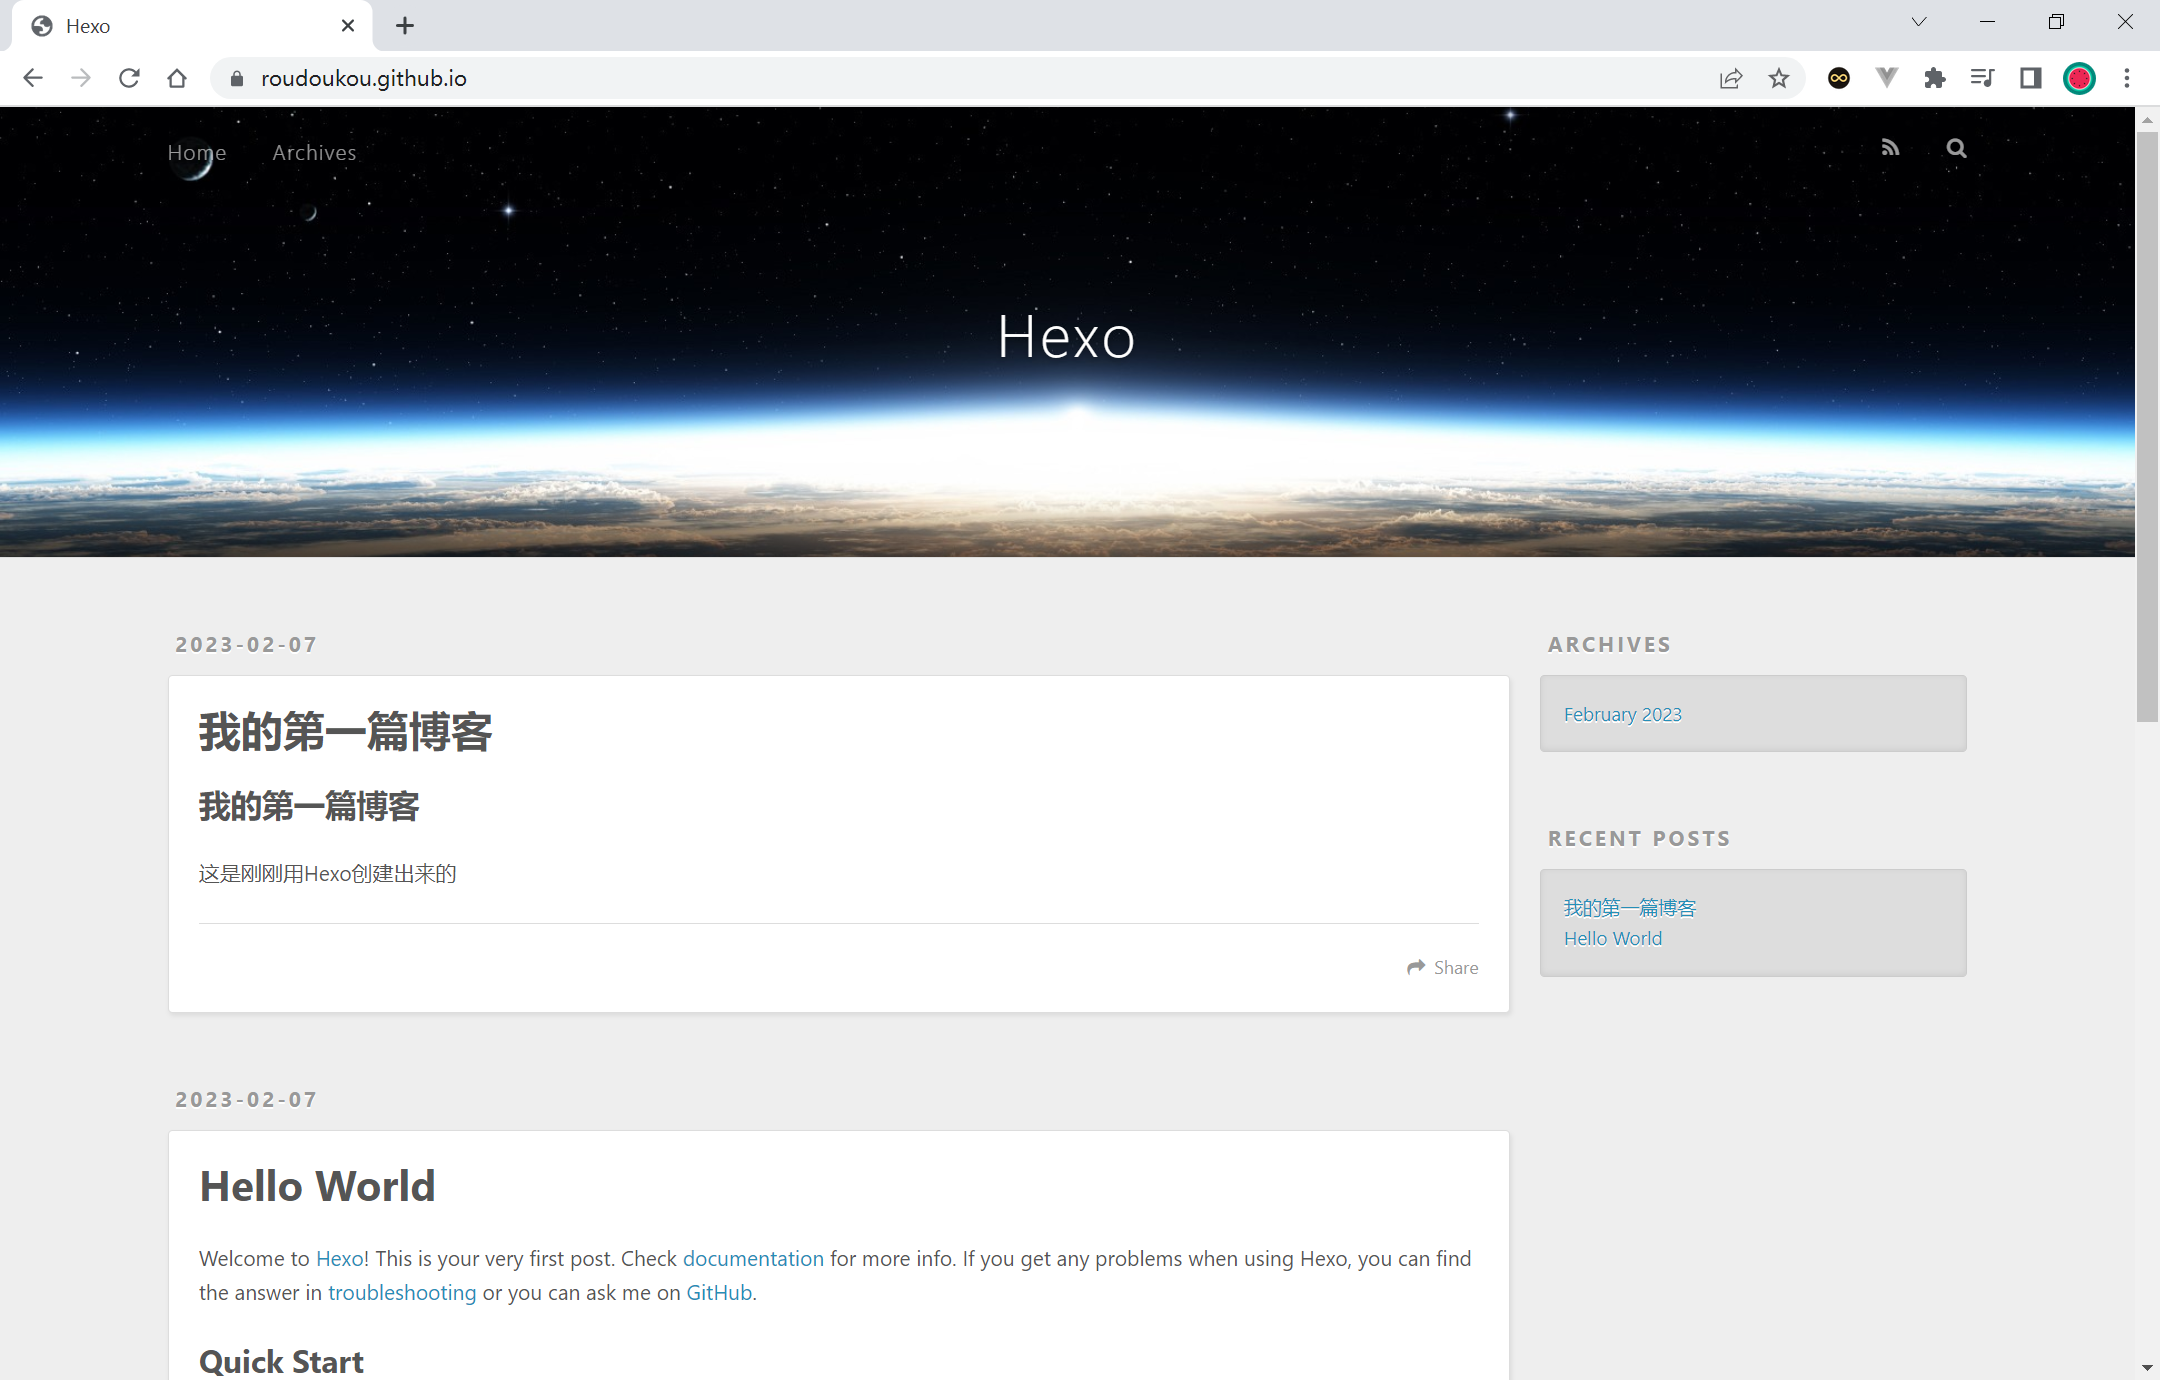 Hexo
roudoukou.github.io
Home
Archives
Hexo
2023-02-07
我的第一篇博客
我的第一篇博客
这是刚刚用Hexo创建出来的
Share
2023-02-07
Hello World
Welcome to Hexo! This is your very first post. Check documentation for more info. If you get any problems when using Hexo, you can find
the answer in troubleshooting or you can ask me on GitHub.
Quick Start
ARCHIVES
February 2023
RECENT POSTS
我的第一篇博客
Hello World